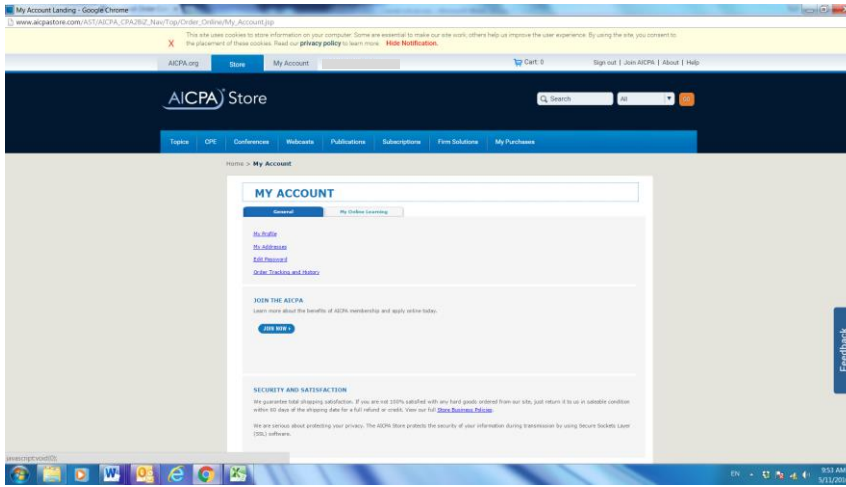 My Account Landing - Google Chrome
www.aicpastore.com/AST/AICPA_CPA2BIZ_Nav/Top/Order_Online/My_Account.jsp
This site uses cookies to store information on your computer. Some are essential to make our site work; others help us improve the user experience. By using the site, you consent to
X the placement of these cookies. Read our privacy policy to learn more. Hide Notification.
AICPA.org Store My Account Cart: 0 Sign out | Join AICPA | About | Help
AICPA Store Search All
Topics CPE Conferences Webcasts Publications Subscriptions Firm Solutions My Purchases
Home > My Account
MY ACCOUNT
General My Online Learning
My Profile
My Addresses
Edit Password
Order Tracking and History
JOIN THE AICPA
Learn more about the benefits of AICPA membership and apply online today.
JOIN NOW
Feedback
SECURITY AND SATISFACTION
We guarantee total shopping satisfaction. If you are not 100% satisfied with any hard goods ordered from our site, just return it to us in saleable condition
within 60 days of the shipping date for a full refund or credit. View our full Store Business Policies.
We are serious about protecting your privacy. The AICPA Store protects the security of your information during transmission by using Secure Sockets Layer
(SSL) software.
javascript:void(0);
EN 9:53 AM